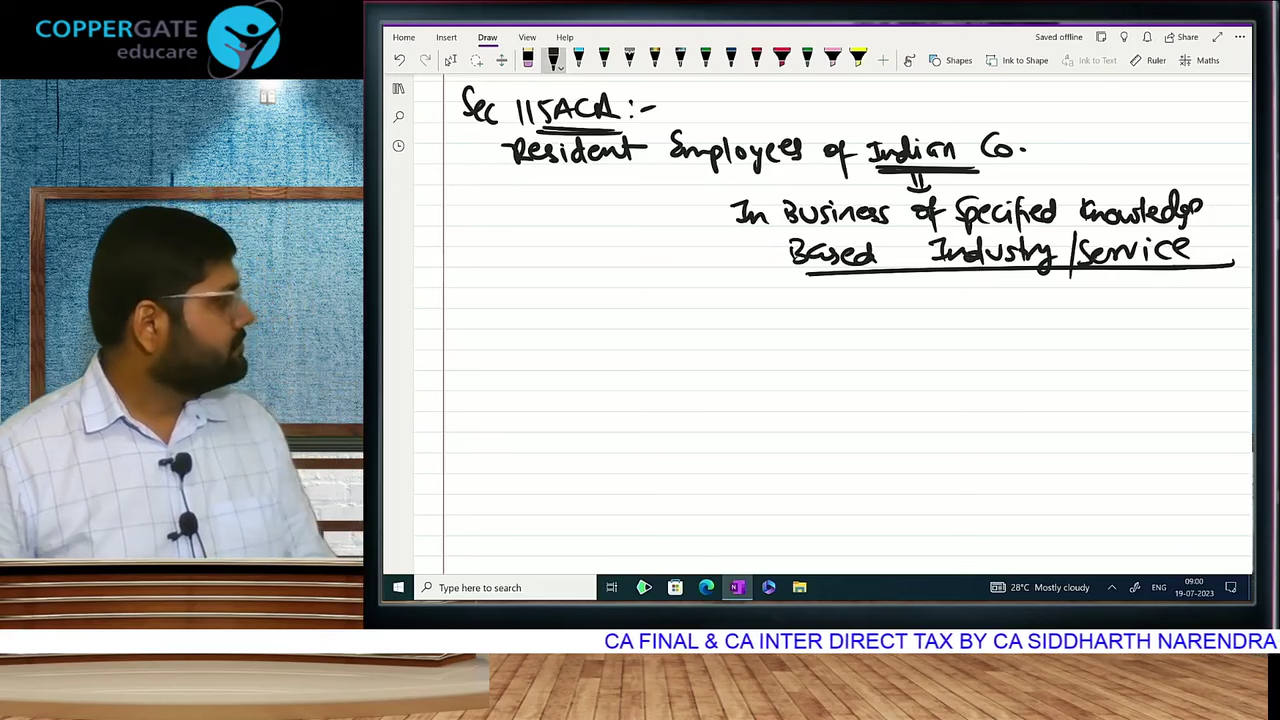 COPPERGATE
educare
Home Insert Draw View Help
Saved offline
Share
Shapes
Ink to Shape
Ink to Text
Ruler
Maths
Sec 115ACA:-
Resident Employees of Indian Co.
In Business of Specified Knowledge
Based Industry/Service
Type here to search
28°C Mostly cloudy
ENG
09:00
19-07-2023
CA FINAL & CA INTER DIRECT TAX BY CA SIDDHARTH NARENDRA